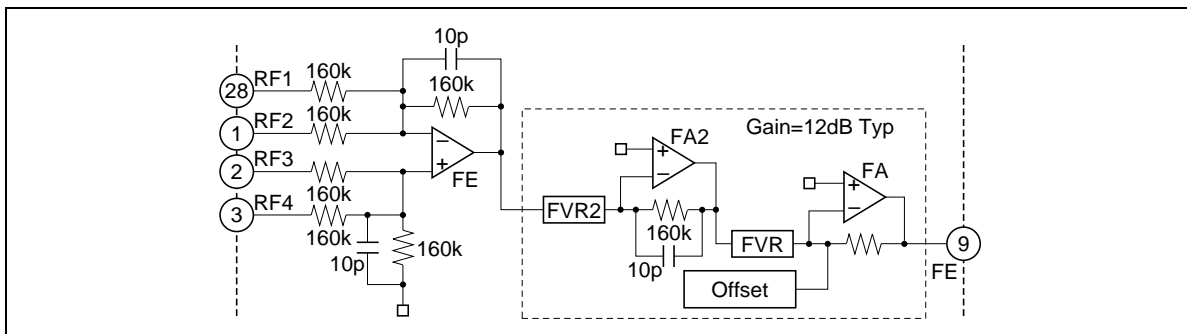 10p
28 RF1 160k 160k
1 RF2 160k
2 RF3
3 RF4 160k
160k
10p
160k
− +
FE
Gain=12dB Typ
FA2
+ −
FVR2
160k
10p
FA
+ −
FVR
Offset
FE
9